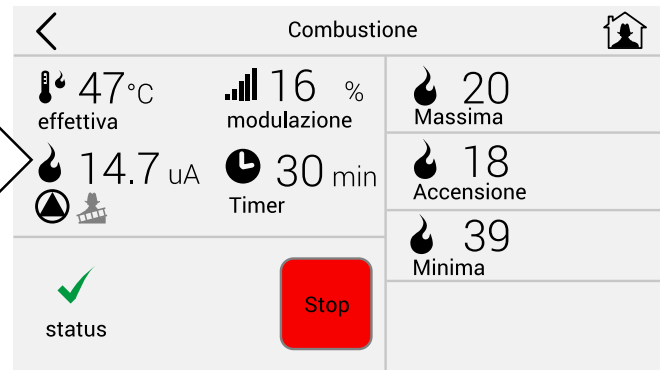 Combustione
47°C
effettiva
16 %
modulazione
14.7 uA
30 min
Timer
20
Massima
18
Accensione
39
Minima
status
Stop